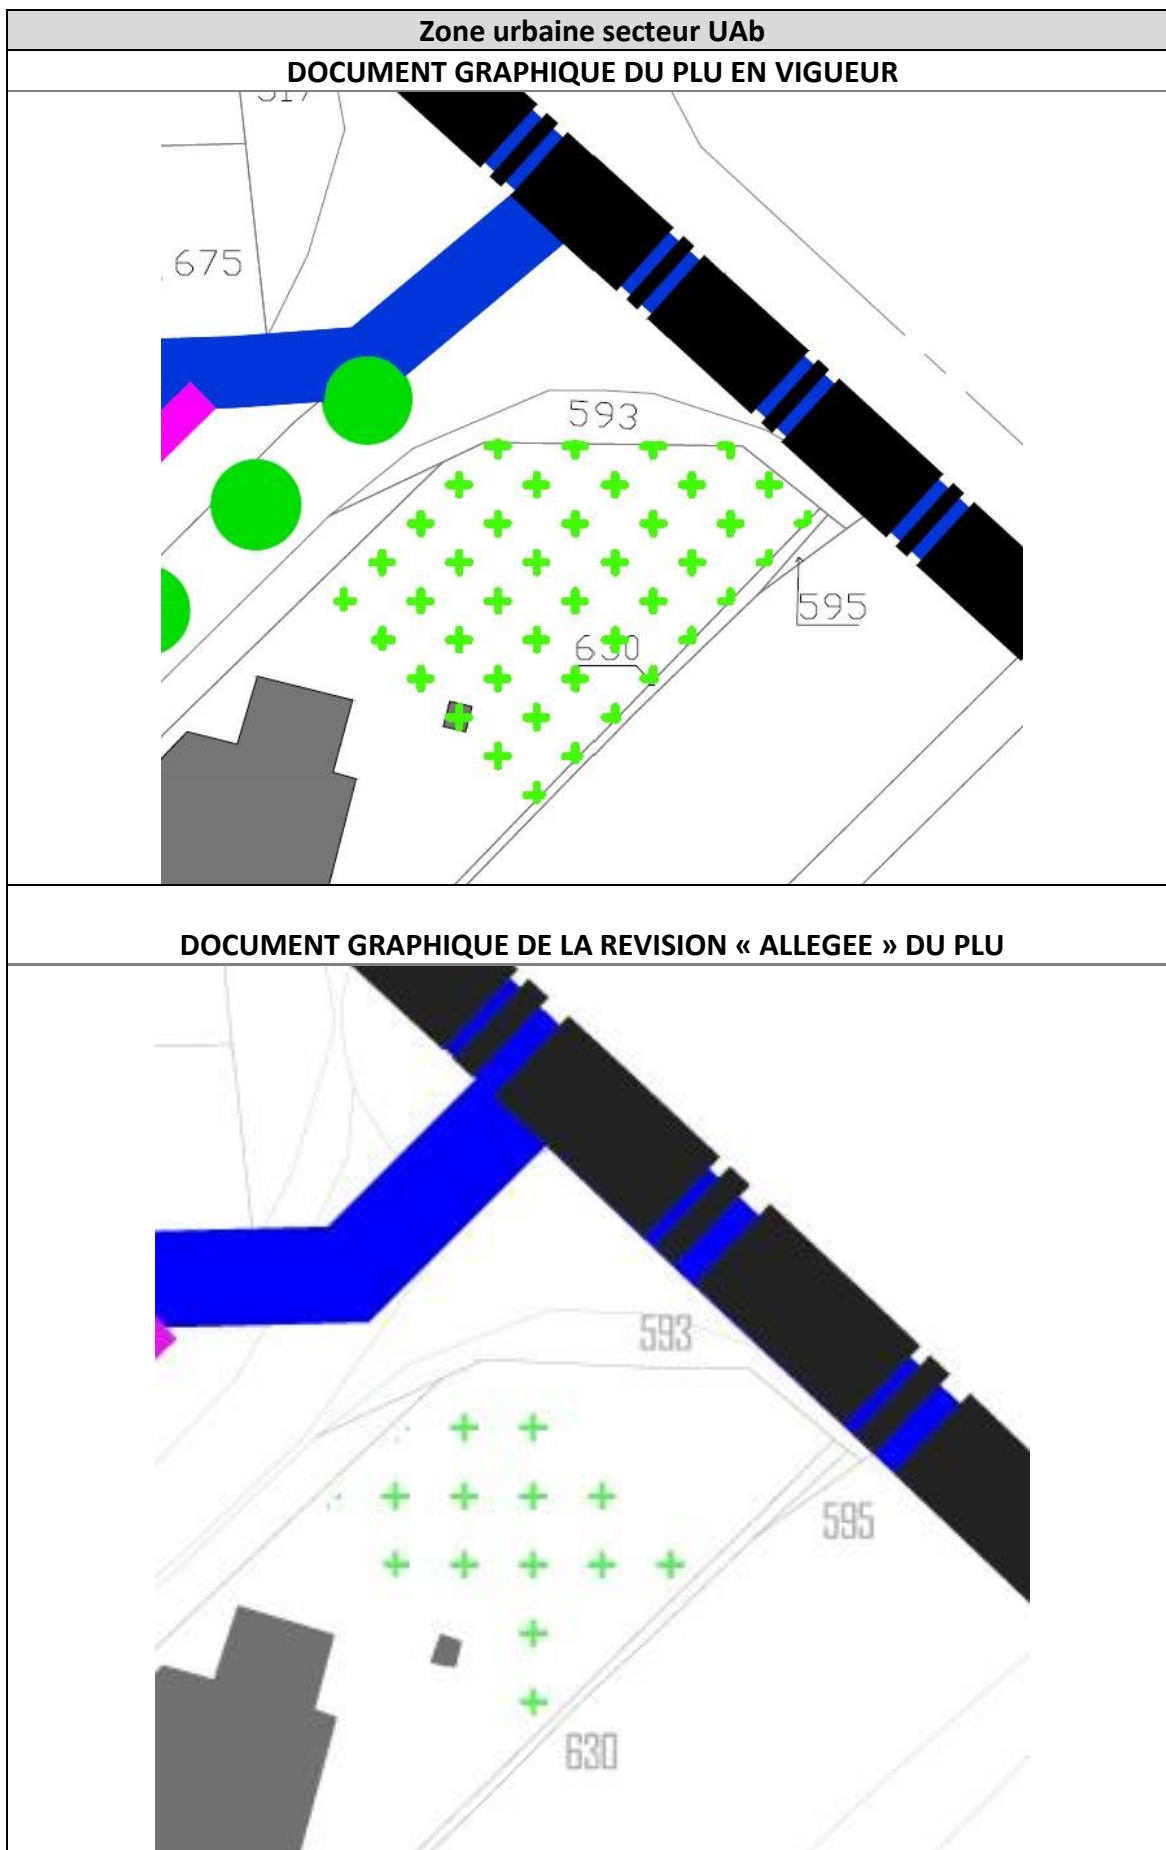 Zone urbaine secteur UAb
DOCUMENT GRAPHIQUE DU PLU EN VIGUEUR
317
675
593
595
630
DOCUMENT GRAPHIQUE DE LA REVISION « ALLEGEE » DU PLU
593
595
630